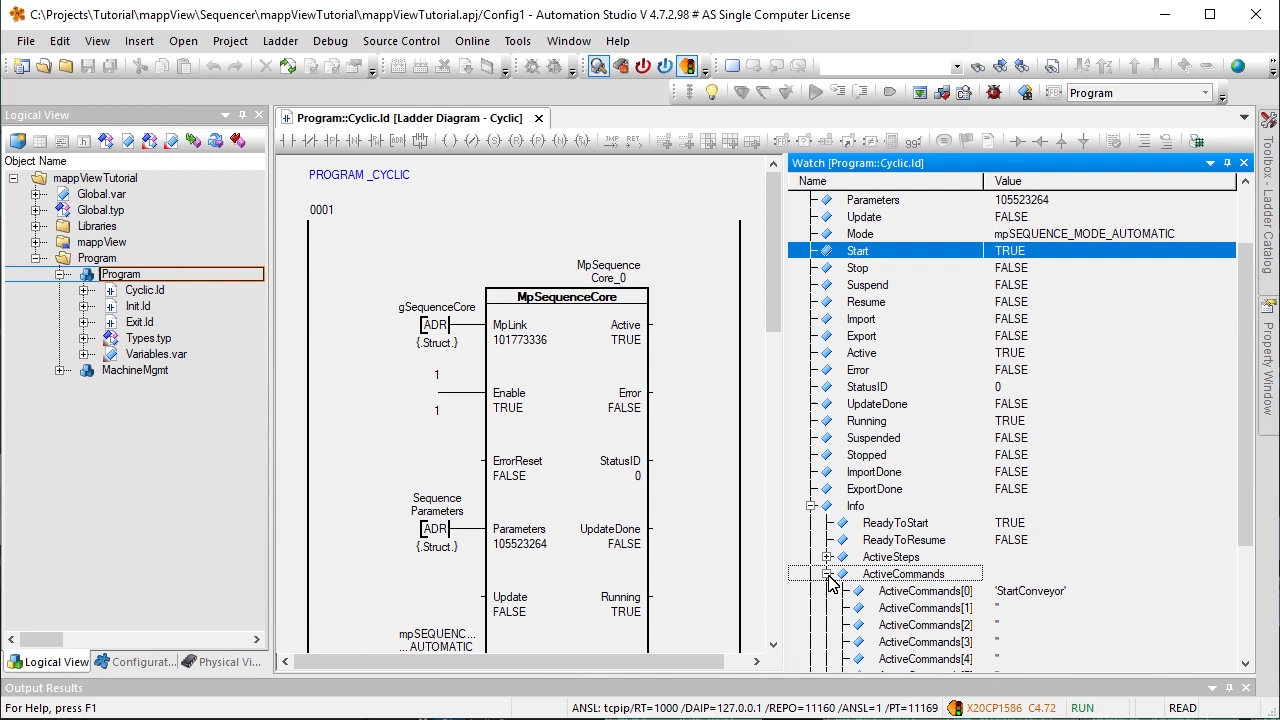 C:\Projects\Tutorial\mappView\Sequencer\mappViewTutorial\mappViewTutorial.apj/Config1 - Automation Studio V 4.7.2.98 # AS Single Computer License
File Edit View Insert Open Project Ladder Debug Source Control Online Tools Window Help
Program
Logical View
Object Name
mappViewTutorial
Global.var
Global.typ
Libraries
mappView
Program
Program
Cyclic.ld
Init.ld
Exit.ld
Types.typ
Variables.var
MachineMgmt
Logical View Configurat... Physical Vi...
Program::Cyclic.ld [Ladder Diagram - Cyclic]
PROGRAM _CYCLIC
0001
MpSequence
Core_0
MpSequenceCore
gSequenceCore
ADR MpLink Active
{.Struct.} 101773336 TRUE
1
Enable Error
1 TRUE FALSE
ErrorReset StatusID
FALSE 0
Sequence
Parameters
ADR Parameters UpdateDone
{.Struct.} 105523264 FALSE
Update Running
FALSE TRUE
mpSEQUENC...
...AUTOMATIC
Watch [Program::Cyclic.ld]
Name Value
Parameters 105523264
Update FALSE
Mode mpSEQUENCE_MODE_AUTOMATIC
Start TRUE
Stop FALSE
Suspend FALSE
Resume FALSE
Import FALSE
Export FALSE
Active TRUE
Error FALSE
StatusID 0
UpdateDone FALSE
Running TRUE
Suspended FALSE
Stopped FALSE
ImportDone FALSE
ExportDone FALSE
Info
ReadyToStart TRUE
ReadyToResume FALSE
ActiveSteps
ActiveCommands
ActiveCommands[0] 'StartConveyor'
ActiveCommands[1] ''
ActiveCommands[2] ''
ActiveCommands[3] ''
ActiveCommands[4] ''
Toolbox - Ladder Catalog
Property Window
Output Results
For Help, press F1
ANSL: tcpip/RT=1000 /DAIP=127.0.0.1 /REPO=11160 /ANSL=1 /PT=11169 X20CP1586 C4.72 RUN READ